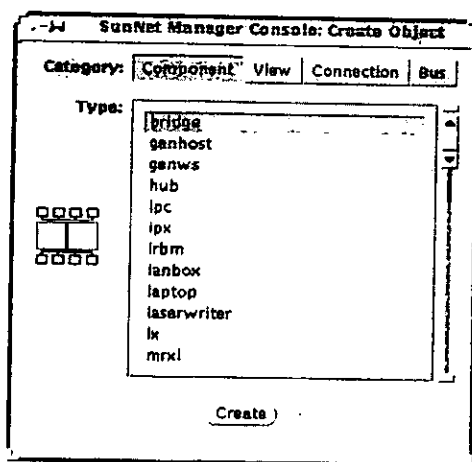 SunNet Manager Console: Create Object
Category: Component View Connection Bus
Type:
bridge
genhost
genws
hub
ipc
ipx
irbm
lanbox
laptop
laserwriter
lx
mrxi
Create